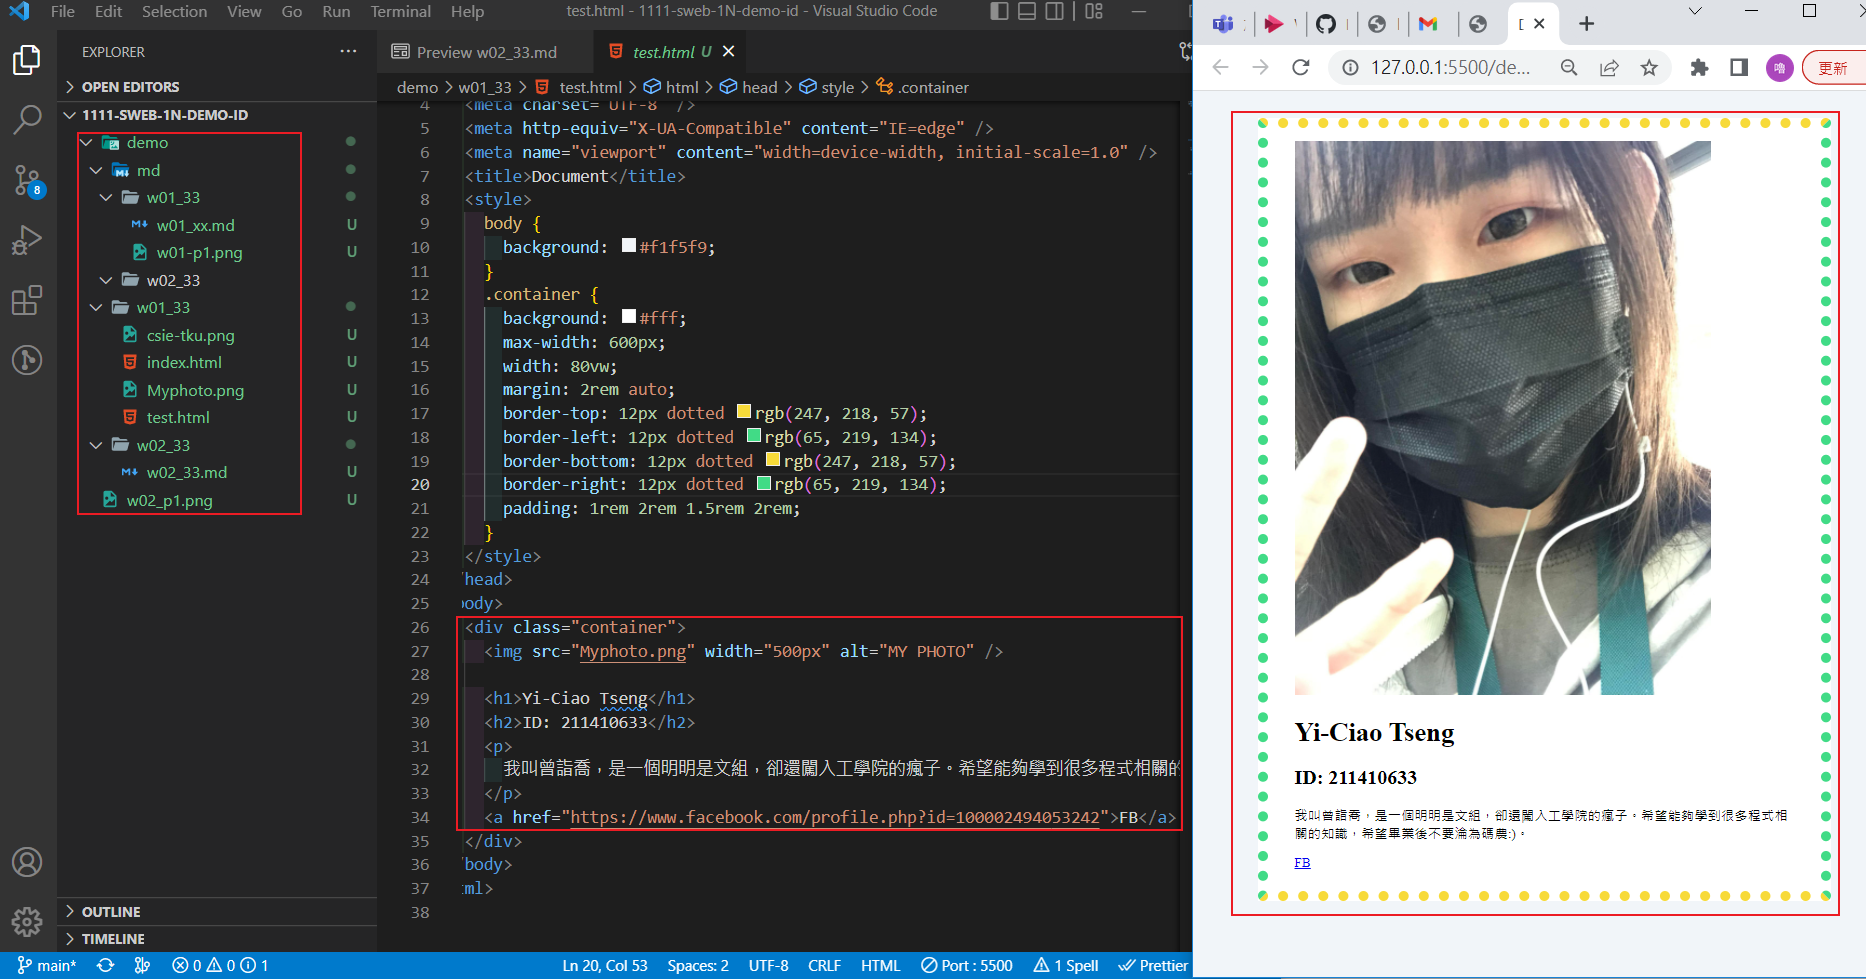 File Edit Selection View Go Run Terminal Help
test.html - 1111-sweb-1N-demo-id - Visual Studio Code
EXPLORER
OPEN EDITORS
1111-SWEB-1N-DEMO-ID
demo
md
w01_33
w01_xx.md U
w01-p1.png U
w02_33
w01_33
csie-tku.png U
index.html U
Myphoto.png U
test.html U
w02_33
w02_33.md U
w02_p1.png U
OUTLINE
TIMELINE
8
Preview w02_33.md
test.html U
demo > w01_33 > test.html > html > head > style > .container
4 <meta charset="UTF-8" />
5 <meta http-equiv="X-UA-Compatible" content="IE=edge" />
6 <meta name="viewport" content="width=device-width, initial-scale=1.0" />
7 <title>Document</title>
8 <style>
9 body {
10 background: #f1f5f9;
11 }
12 .container {
13 background: #fff;
14 max-width: 600px;
15 width: 80vw;
16 margin: 2rem auto;
17 border-top: 12px dotted rgb(247, 218, 57);
18 border-left: 12px dotted rgb(65, 219, 134);
19 border-bottom: 12px dotted rgb(247, 218, 57);
20 border-right: 12px dotted rgb(65, 219, 134);
21 padding: 1rem 2rem 1.5rem 2rem;
22 }
23 </style>
24 /head>
25 body>
26 <div class="container">
27 <img src="Myphoto.png" width="500px" alt="MY PHOTO" />
28
29 <h1>Yi-Ciao Tseng</h1>
30 <h2>ID: 211410633</h2>
31 <p>
32 我叫曾詣喬，是一個明明是文組，卻還闖入工學院的瘋子。希望能夠學到很多程式相關的
33 </p>
34 <a href="https://www.facebook.com/profile.php?id=100002494053242">FB</a>
35 </div>
36 /body>
37 tml>
38
main* 0 0 1
Ln 20, Col 53 Spaces: 2 UTF-8 CRLF HTML Port : 5500 1 Spell Prettier
127.0.0.1:5500/de...
嚕
更新
Yi-Ciao Tseng
ID: 211410633
我叫曾詣喬，是一個明明是文組，卻還闖入工學院的瘋子。希望能夠學到很多程式相
關的知識，希望畢業後不要淪為碼農:)。
FB